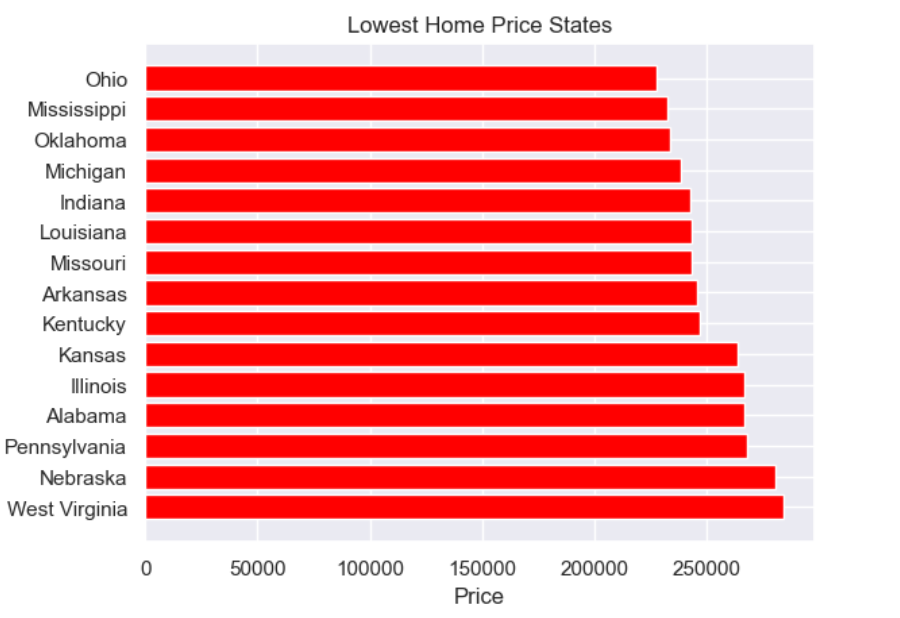 Lowest Home Price States
Ohio
Mississippi
Oklahoma
Michigan
Indiana
Louisiana
Missouri
Arkansas
Kentucky
Kansas
Illinois
Alabama
Pennsylvania
Nebraska
West Virginia
0 50000 100000 150000 200000 250000
Price